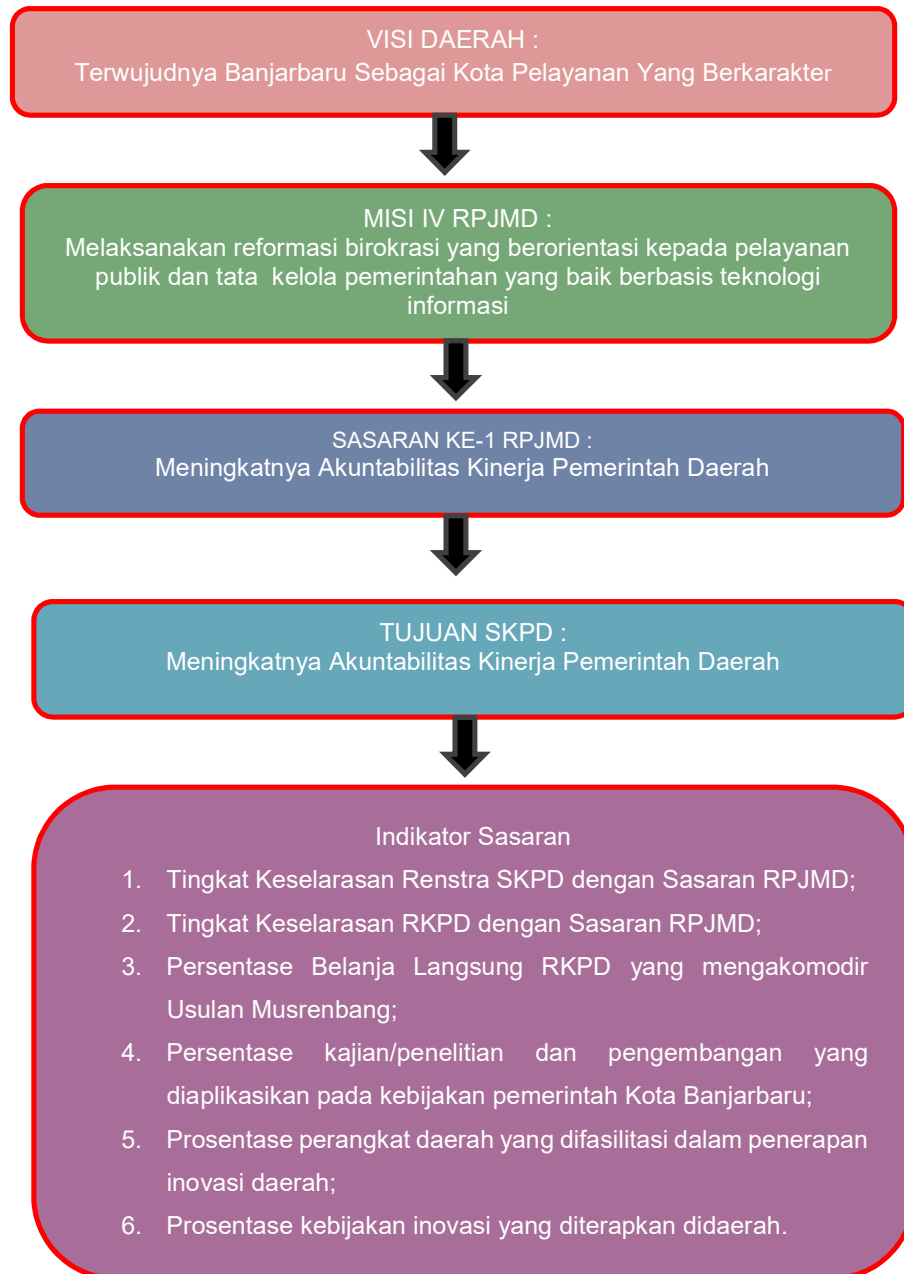 VISI DAERAH :
Terwujudnya Banjarbaru Sebagai Kota Pelayanan Yang Berkarakter
MISI IV RPJMD :
Melaksanakan reformasi birokrasi yang berorientasi kepada pelayanan
publik dan tata kelola pemerintahan yang baik berbasis teknologi
informasi
SASARAN KE-1 RPJMD :
Meningkatnya Akuntabilitas Kinerja Pemerintah Daerah
TUJUAN SKPD :
Meningkatnya Akuntabilitas Kinerja Pemerintah Daerah
Indikator Sasaran
1. Tingkat Keselarasan Renstra SKPD dengan Sasaran RPJMD;
2. Tingkat Keselarasan RKPD dengan Sasaran RPJMD;
3. Persentase Belanja Langsung RKPD yang mengakomodir
Usulan Musrenbang;
4. Persentase kajian/penelitian dan pengembangan yang
diaplikasikan pada kebijakan pemerintah Kota Banjarbaru;
5. Prosentase perangkat daerah yang difasilitasi dalam penerapan
inovasi daerah;
6. Prosentase kebijakan inovasi yang diterapkan didaerah.